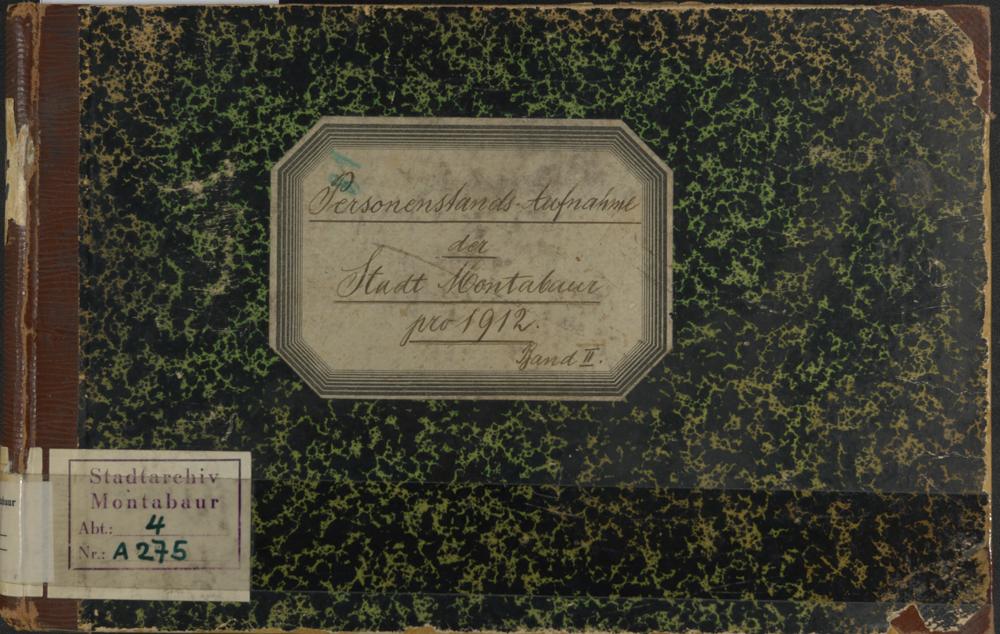 Personenstands-Aufnahme
der
Stadt Montabaur
pro 1912.
Band II.
Stadtarchiv
Montabaur
Abt.: 4
Nr.: A 275